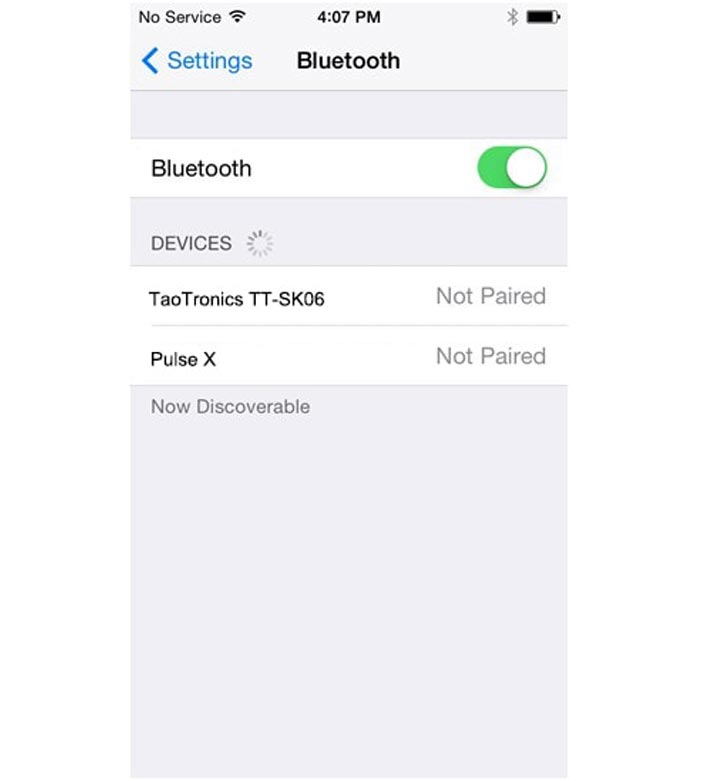 No Service 4:07 PM
Settings Bluetooth
Bluetooth
DEVICES
TaoTronics TT-SK06 Not Paired
Pulse X Not Paired
Now Discoverable